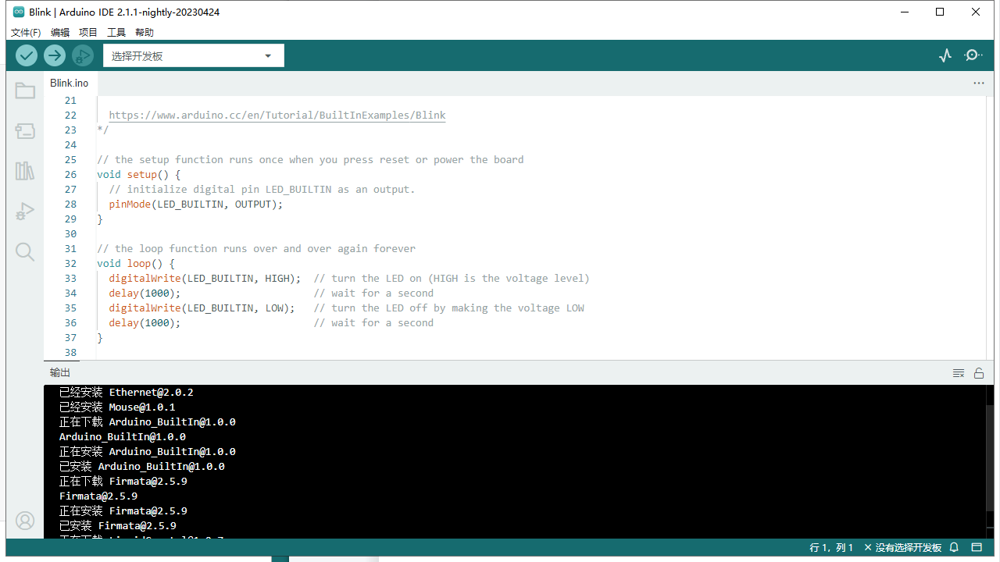 Blink | Arduino IDE 2.1.1-nightly-20230424
文件(F) 编辑 项目 工具 帮助
选择开发板
Blink.ino
21
22 https://www.arduino.cc/en/Tutorial/BuiltInExamples/Blink
23 */
24
25 // the setup function runs once when you press reset or power the board
26 void setup() {
27 // initialize digital pin LED_BUILTIN as an output.
28 pinMode(LED_BUILTIN, OUTPUT);
29 }
30
31 // the loop function runs over and over again forever
32 void loop() {
33 digitalWrite(LED_BUILTIN, HIGH); // turn the LED on (HIGH is the voltage level)
34 delay(1000); // wait for a second
35 digitalWrite(LED_BUILTIN, LOW); // turn the LED off by making the voltage LOW
36 delay(1000); // wait for a second
37 }
38
输出
已经安装 Ethernet@2.0.2
已经安装 Mouse@1.0.1
正在下载 Arduino_BuiltIn@1.0.0
Arduino_BuiltIn@1.0.0
正在安装 Arduino_BuiltIn@1.0.0
已安装 Arduino_BuiltIn@1.0.0
正在下载 Firmata@2.5.9
Firmata@2.5.9
正在安装 Firmata@2.5.9
已安装 Firmata@2.5.9
行 1，列 1 × 没有选择开发板